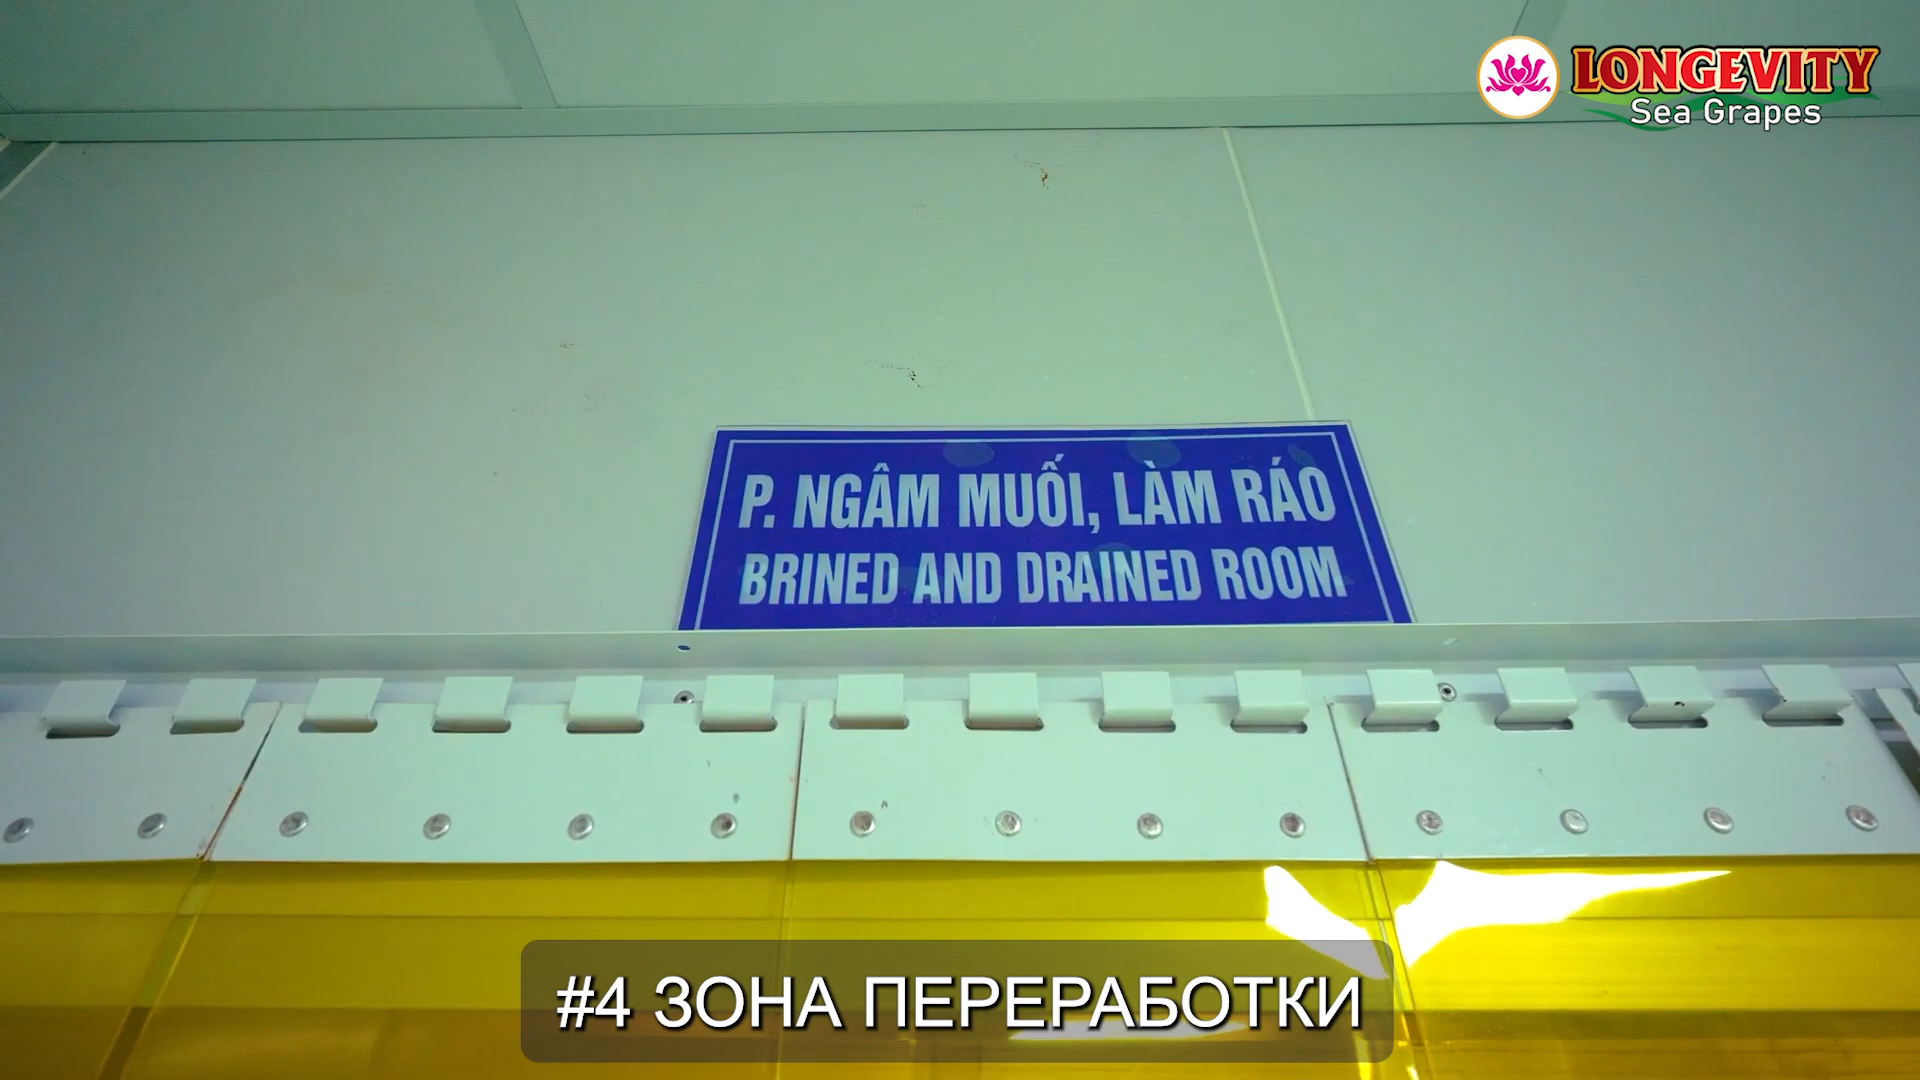 LONGEVITY
Sea Grapes
P. NGÂM MUỐI, LÀM RÁO
BRINED AND DRAINED ROOM
#4 ЗОНА ПЕРЕРАБОТКИ